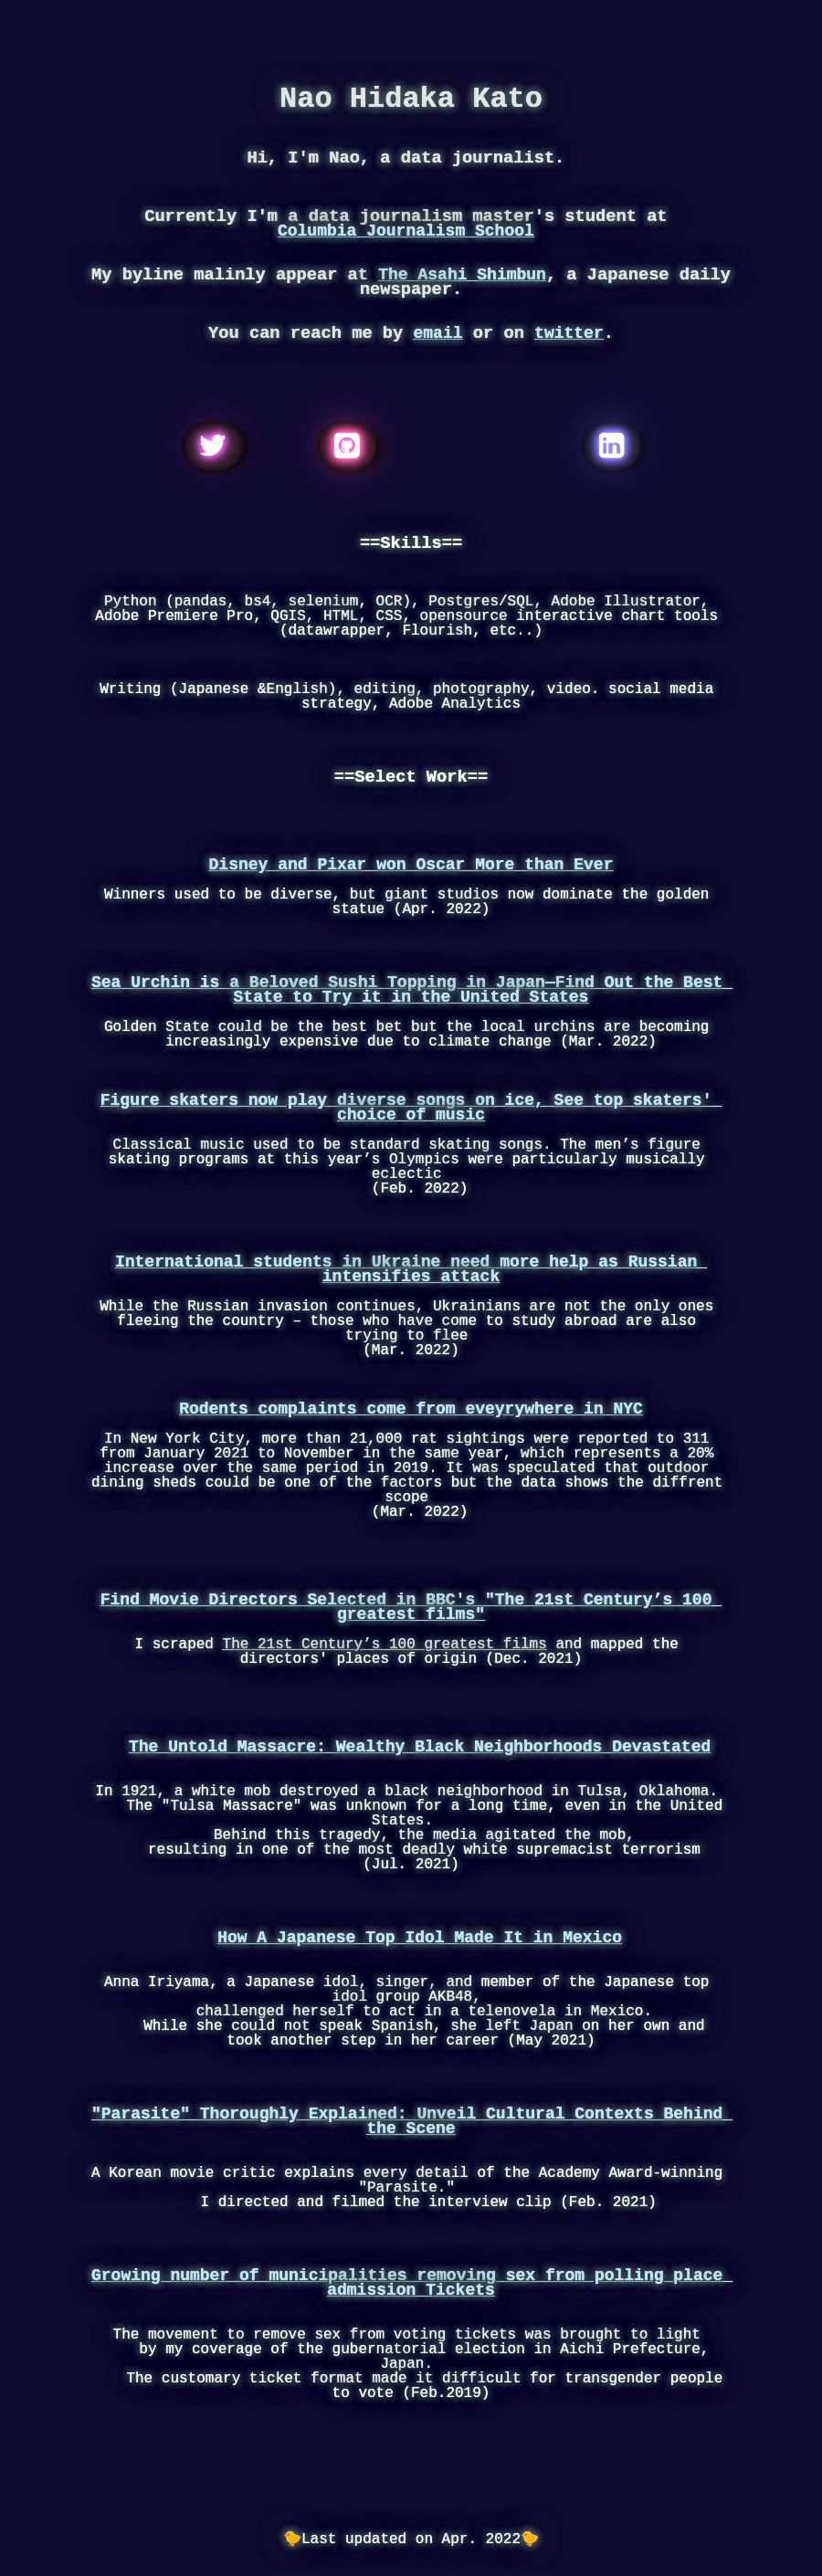 Nao Hidaka Kato
Hi, I'm Nao, a data journalist.
Currently I'm a data journalism master's student at
Columbia Journalism School
My byline malinly appear at The Asahi Shimbun, a Japanese daily
newspaper.
You can reach me by email or on twitter.
==Skills==
Python (pandas, bs4, selenium, OCR), Postgres/SQL, Adobe Illustrator,
Adobe Premiere Pro, QGIS, HTML, CSS, opensource interactive chart tools
(datawrapper, Flourish, etc..)
Writing (Japanese &English), editing, photography, video. social media
strategy, Adobe Analytics
==Select Work==
Disney and Pixar won Oscar More than Ever
Winners used to be diverse, but giant studios now dominate the golden
statue (Apr. 2022)
Sea Urchin is a Beloved Sushi Topping in Japan—Find Out the Best
State to Try it in the United States
Golden State could be the best bet but the local urchins are becoming
increasingly expensive due to climate change (Mar. 2022)
Figure skaters now play diverse songs on ice, See top skaters'
choice of music
Classical music used to be standard skating songs. The men’s figure
skating programs at this year’s Olympics were particularly musically
eclectic
(Feb. 2022)
International students in Ukraine need more help as Russian
intensifies attack
While the Russian invasion continues, Ukrainians are not the only ones
fleeing the country – those who have come to study abroad are also
trying to flee
(Mar. 2022)
Rodents complaints come from eveyrywhere in NYC
In New York City, more than 21,000 rat sightings were reported to 311
from January 2021 to November in the same year, which represents a 20%
increase over the same period in 2019. It was speculated that outdoor
dining sheds could be one of the factors but the data shows the diffrent
scope
(Mar. 2022)
Find Movie Directors Selected in BBC's "The 21st Century’s 100
greatest films"
I scraped The 21st Century’s 100 greatest films and mapped the
directors' places of origin (Dec. 2021)
The Untold Massacre: Wealthy Black Neighborhoods Devastated
In 1921, a white mob destroyed a black neighborhood in Tulsa, Oklahoma.
The "Tulsa Massacre" was unknown for a long time, even in the United
States.
Behind this tragedy, the media agitated the mob,
resulting in one of the most deadly white supremacist terrorism
(Jul. 2021)
How A Japanese Top Idol Made It in Mexico
Anna Iriyama, a Japanese idol, singer, and member of the Japanese top
idol group AKB48,
challenged herself to act in a telenovela in Mexico.
While she could not speak Spanish, she left Japan on her own and
took another step in her career (May 2021)
"Parasite" Thoroughly Explained: Unveil Cultural Contexts Behind
the Scene
A Korean movie critic explains every detail of the Academy Award-winning
"Parasite."
I directed and filmed the interview clip (Feb. 2021)
Growing number of municipalities removing sex from polling place
admission Tickets
The movement to remove sex from voting tickets was brought to light
by my coverage of the gubernatorial election in Aichi Prefecture,
Japan.
The customary ticket format made it difficult for transgender people
to vote (Feb.2019)
🐤Last updated on Apr. 2022🐤